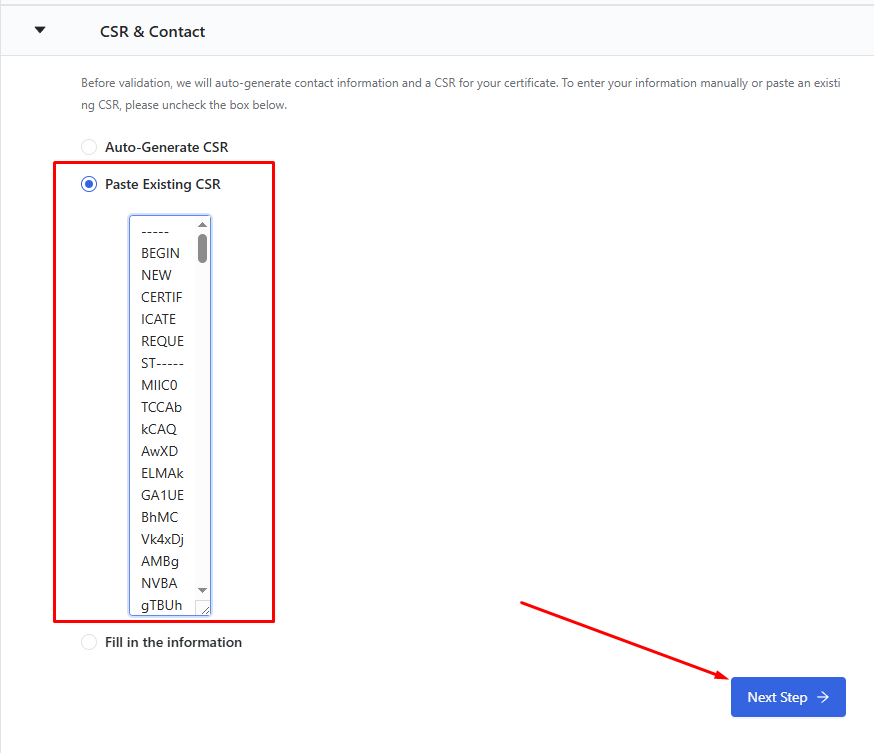 CSR & Contact
Before validation, we will auto-generate contact information and a CSR for your certificate. To enter your information manually or paste an existi
ng CSR, please uncheck the box below.
Auto-Generate CSR
Paste Existing CSR
-----
BEGIN
NEW
CERTIF
ICATE
REQUE
ST-----
MIIC0
TCCAb
kCAQ
AwXD
ELMAk
GA1UE
BhMC
Vk4xDj
AMBg
NVBA
gTBUh
Fill in the information
Next Step